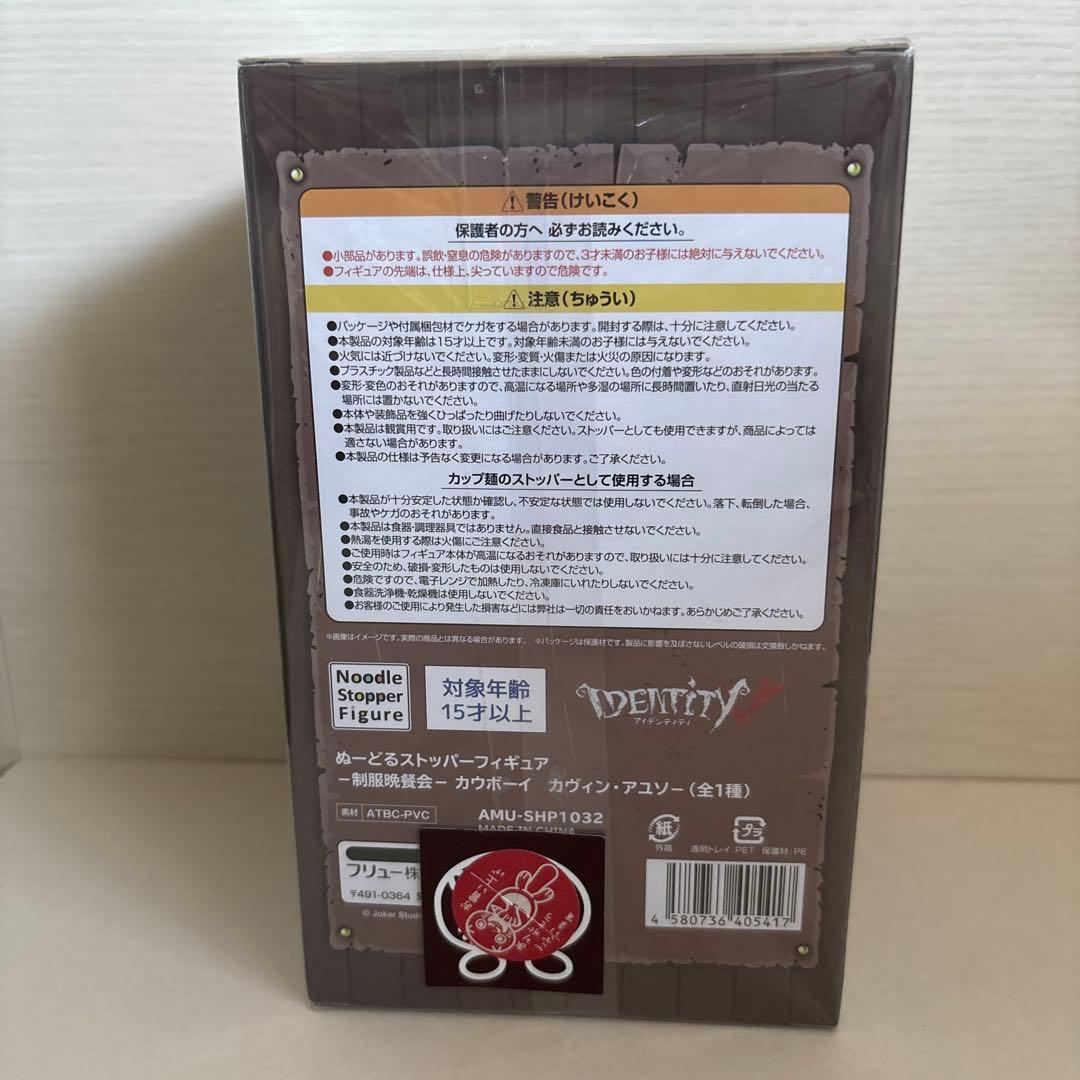 ⚠警告(けいこく)
保護者の方へ 必ずお読みください。
●小部品があります。誤飲・窒息の危険がありますので、3才未満のお子様には絶対に与えないでください。
●フィギュアの先端は、仕様上、尖っていますので危険です。
⚠注意(ちゅうい)
●パッケージや付属梱包材でケガをする場合があります。開封する際は、十分に注意してください。
●本製品の対象年齢は15才以上です。対象年齢未満のお子様には与えないでください。
●火気には近づけないでください。変形・変質・火傷または火災の原因になります。
●プラスチック製品などと長時間接触させたままにしないでください。色の付着や変形などのおそれがあります。
●変形・変色のおそれがありますので、高温になる場所や多湿の場所に長時間置いたり、直射日光の当たる
場所には置かないでください。
●本体や装飾品を強くひっぱったり曲げたりしないでください。
●本製品は観賞用です。取り扱いにはご注意ください。ストッパーとしても使用できますが、商品によっては
適さない場合があります。
●本製品の仕様は予告なく変更になる場合があります。ご了承ください。
カップ麺のストッパーとして使用する場合
●本製品が十分安定した状態か確認し、不安定な状態では使用しないでください。落下、転倒した場合、
事故やケガのおそれがあります。
●本製品は食器・調理器具ではありません。直接食品と接触させないでください。
●熱湯を使用する際は火傷にご注意ください。
●ご使用時はフィギュア本体が高温になるおそれがありますので、取り扱いには十分に注意してください。
●安全のため、破損・変形したものは使用しないでください。
●危険ですので、電子レンジで加熱したり、冷凍庫にいれたりしないでください。
●食器洗浄機・乾燥機は使用しないでください。
●お客様のご使用により発生した損害などには弊社は一切の責任をおいかねます。あらかじめご了承ください。
※画像はイメージです。実際の商品とは異なる場合があります。 ※パッケージは保護材です。製品に影響を及ぼさないレベルの破損は交換致しかねます。
Noodle
Stopper
Figure
対象年齢
15才以上
IDENTITY V
アイデンティティ
ぬーどるストッパーフィギュア
－制服晩餐会－ カウボーイ カヴィン・アユソー(全1種)
素材 ATBC-PVC
AMU-SHP1032
MADE IN CHINA
紙
外箱
プラ
透明トレイ:PET 保護材:PE
フリュー株
〒491-0364
© Joker Studi
4 580736 405417